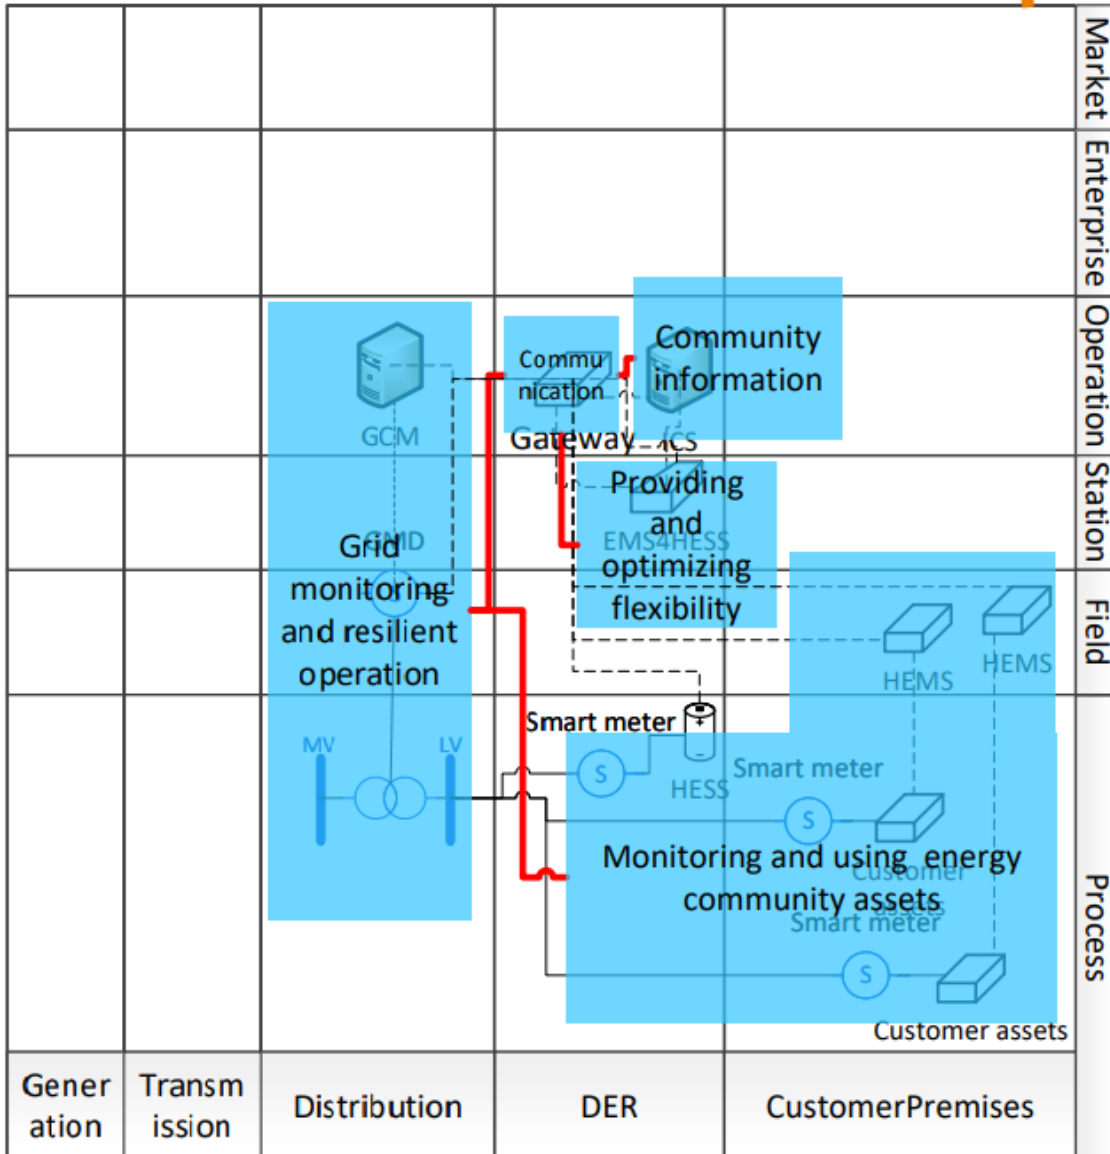 Market
Enterprise
Operation
Station
Field
Process
Community
information
Commu
nication
GCM
Gateway
ICS
Providing
and
optimizing
flexibility
EMS4HESS
GMD
Grid
monitoring
and resilient
operation
HEMS
HEMS
MV
LV
Smart meter
S
HESS
Smart meter
S
Monitoring and using energy
community assets
Customer
assets
Smart meter
S
Customer assets
Gener
ation
Transm
ission
Distribution
DER
CustomerPremises